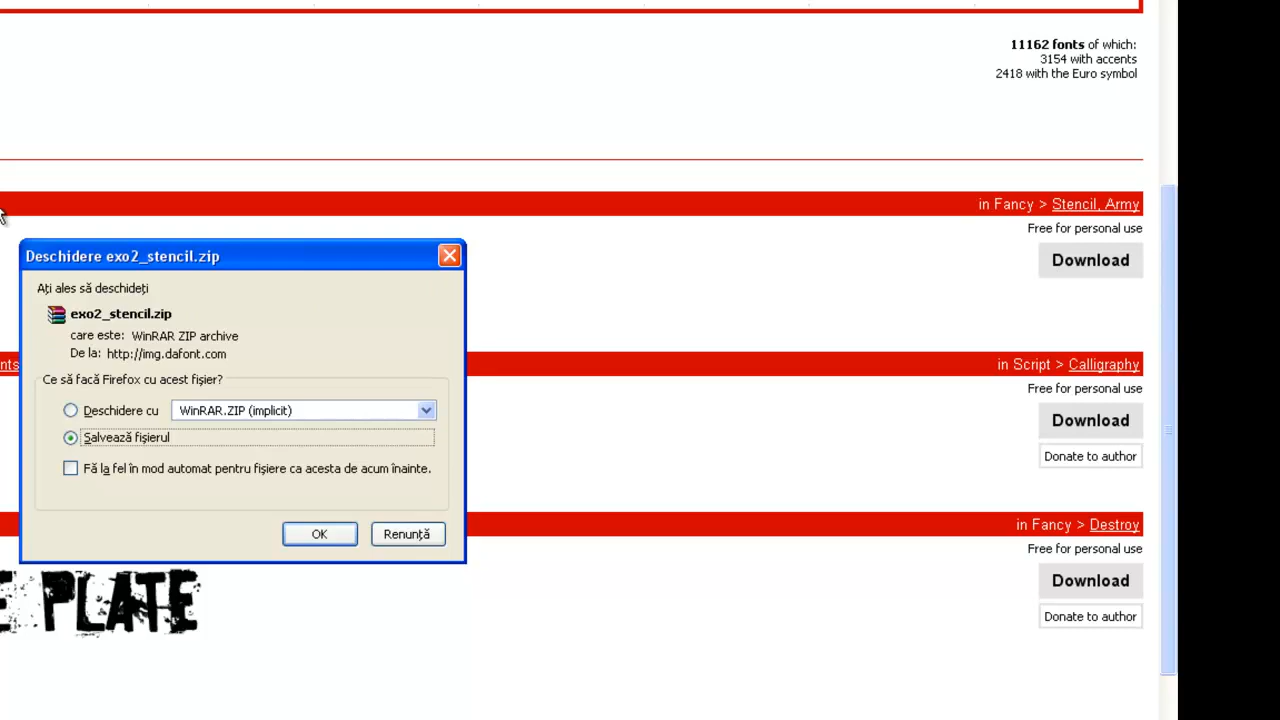 11162 fonts of which:
3154 with accents
2418 with the Euro symbol
in Fancy > Stencil, Army
Free for personal use
Download
Deschidere exo2_stencil.zip
Ați ales să deschideți
exo2_stencil.zip
care este: WinRAR ZIP archive
De la: http://img.dafont.com
Ce să facă Firefox cu acest fișier?
Deschidere cu WinRAR.ZIP (implicit)
Salvează fișierul
Fă la fel în mod automat pentru fișiere ca acesta de acum înainte.
OK Renunță
nts
in Script > Calligraphy
Free for personal use
Download
Donate to author
in Fancy > Destroy
Free for personal use
Download
Donate to author
E PLATE